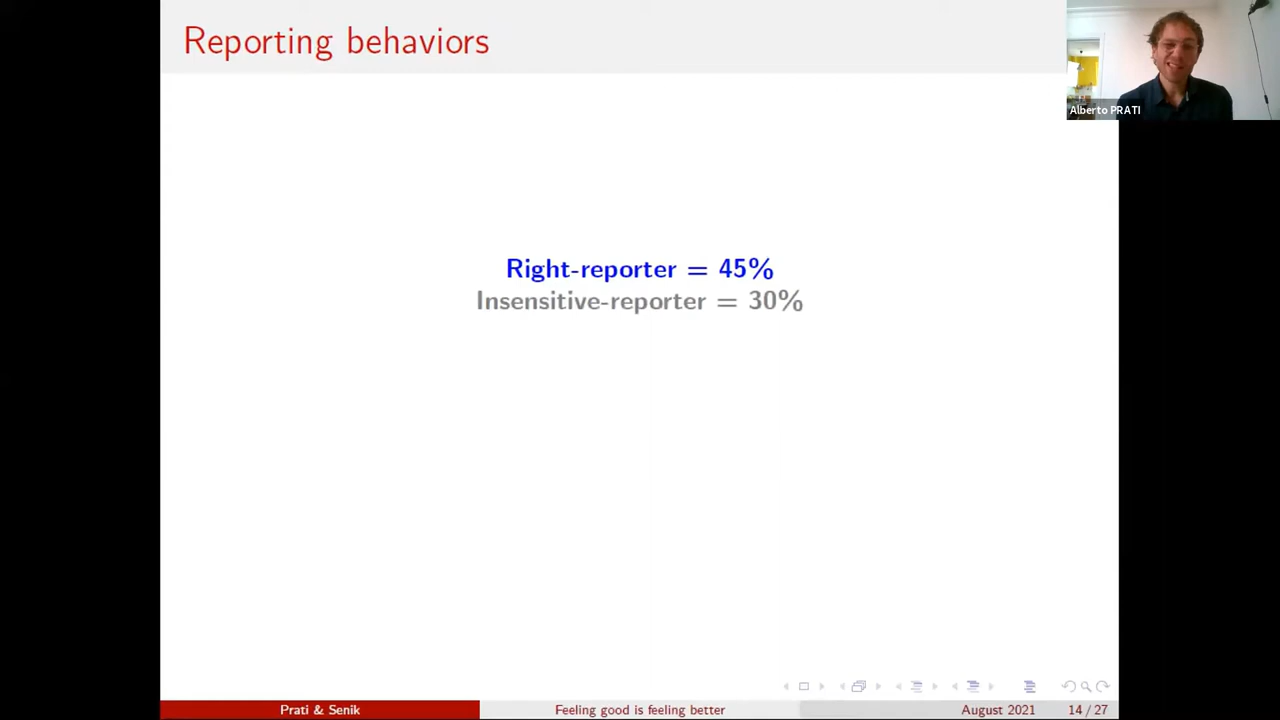 Reporting behaviors
Alberto PRATI
Right-reporter = 45%
Insensitive-reporter = 30%
Prati & Senik
Feeling good is feeling better
August 2021
14 / 27